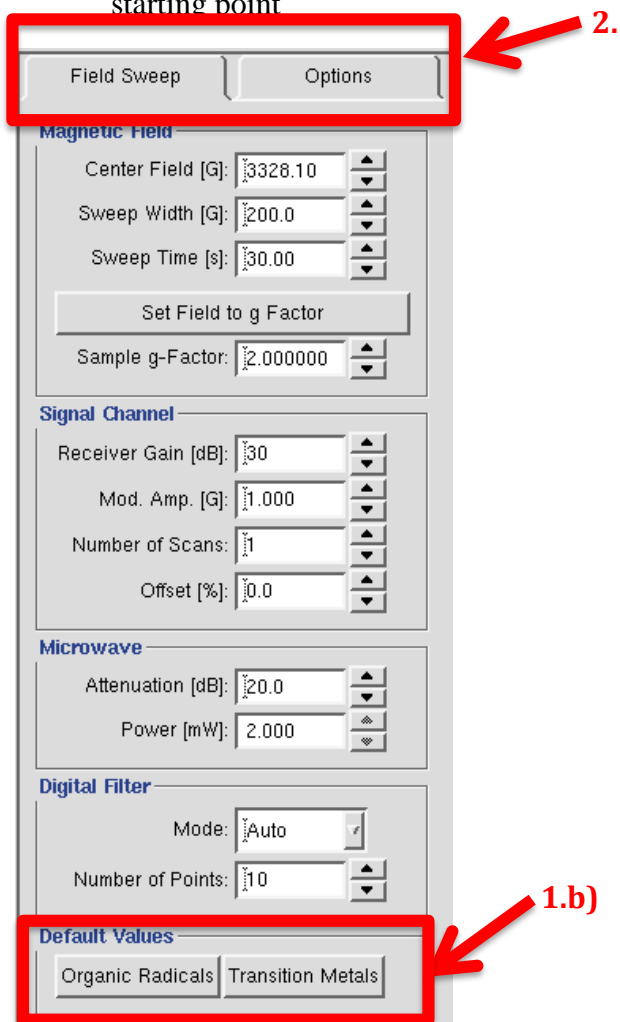 starting point
2.
Field Sweep Options
Magnetic Field
Center Field [G]: 3328.10
Sweep Width [G]: 200.0
Sweep Time [s]: 30.00
Set Field to g Factor
Sample g-Factor: 2.000000
Signal Channel
Receiver Gain [dB]: 30
Mod. Amp. [G]: 1.000
Number of Scans: 1
Offset [%]: 0.0
Microwave
Attenuation [dB]: 20.0
Power [mW]: 2.000
Digital Filter
Mode: Auto
Number of Points: 10
1.b)
Default Values
Organic Radicals Transition Metals